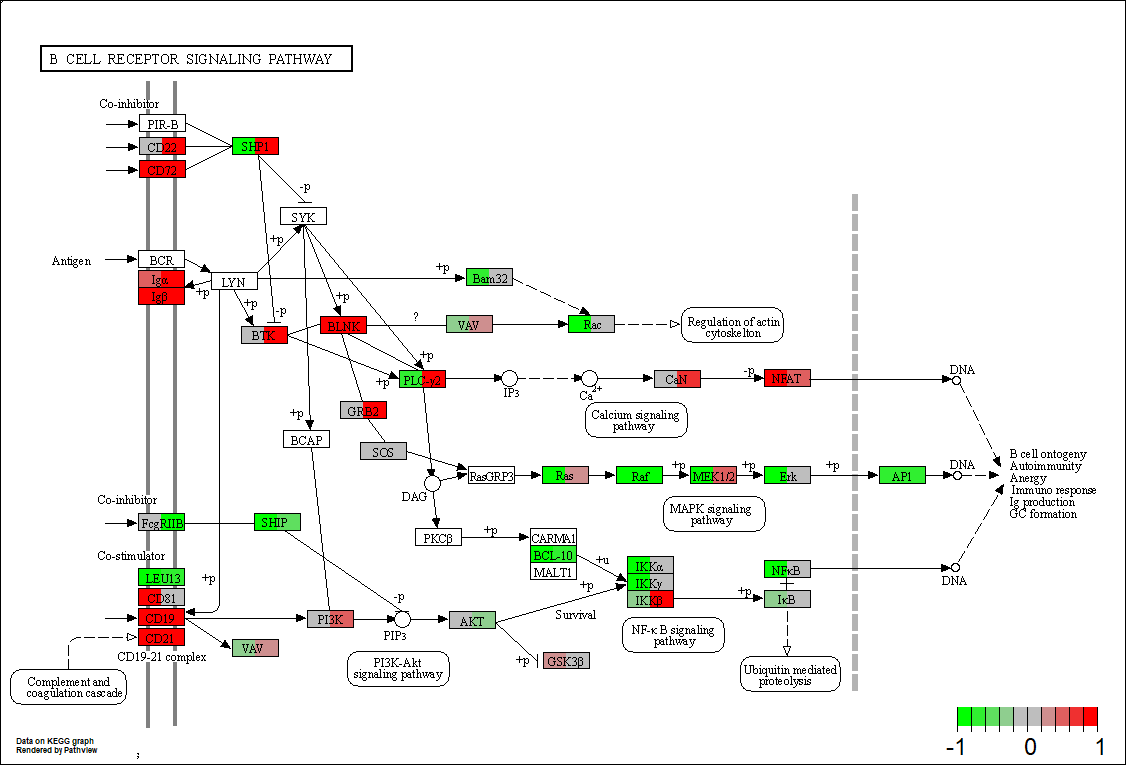 B CELL RECEPTOR SIGNALING PATHWAY
Co-inhibitor
PIR-B
CD22
SHP1
CD72
-p
SYK
+p
Antigen
BCR
LYN
Igα
Igβ
+p
+p
Bam32
+p
-p
+p
BTK
BLNK
?
VAV
Rac
Regulation of actin
cytoskelton
+p
+p
PLC-γ2
IP3
Ca2+
CaN
-p
NFAT
DNA
Calcium signaling
pathway
GRB2
+p
BCAP
SOS
DAG
RasGRP3
Ras
Raf
+p
MEK1/2
+p
Erk
+p
AP1
DNA
MAPK signaling
pathway
B cell ontogeny
Autoimmunity
Anergy
Immuno response
Ig production
GC formation
Co-inhibitor
FcgRIIB
SHIP
PKCβ
+p
CARMA1
BCL-10
MALT1
+u
+p
IKKα
IKKγ
IKKβ
+p
NFκB
IκB
DNA
Co-stimulator
LEU13
+p
CD81
CD19
CD21
CD19-21 complex
VAV
PI3K
-p
PIP3
AKT
Survival
+p
GSK3β
NF-κ B signaling
pathway
PI3K-Akt
signaling pathway
Ubiquitin mediated
proteolysis
Complement and
coagulation cascade
-1 0 1
Data on KEGG graph
Rendered by Pathview
;